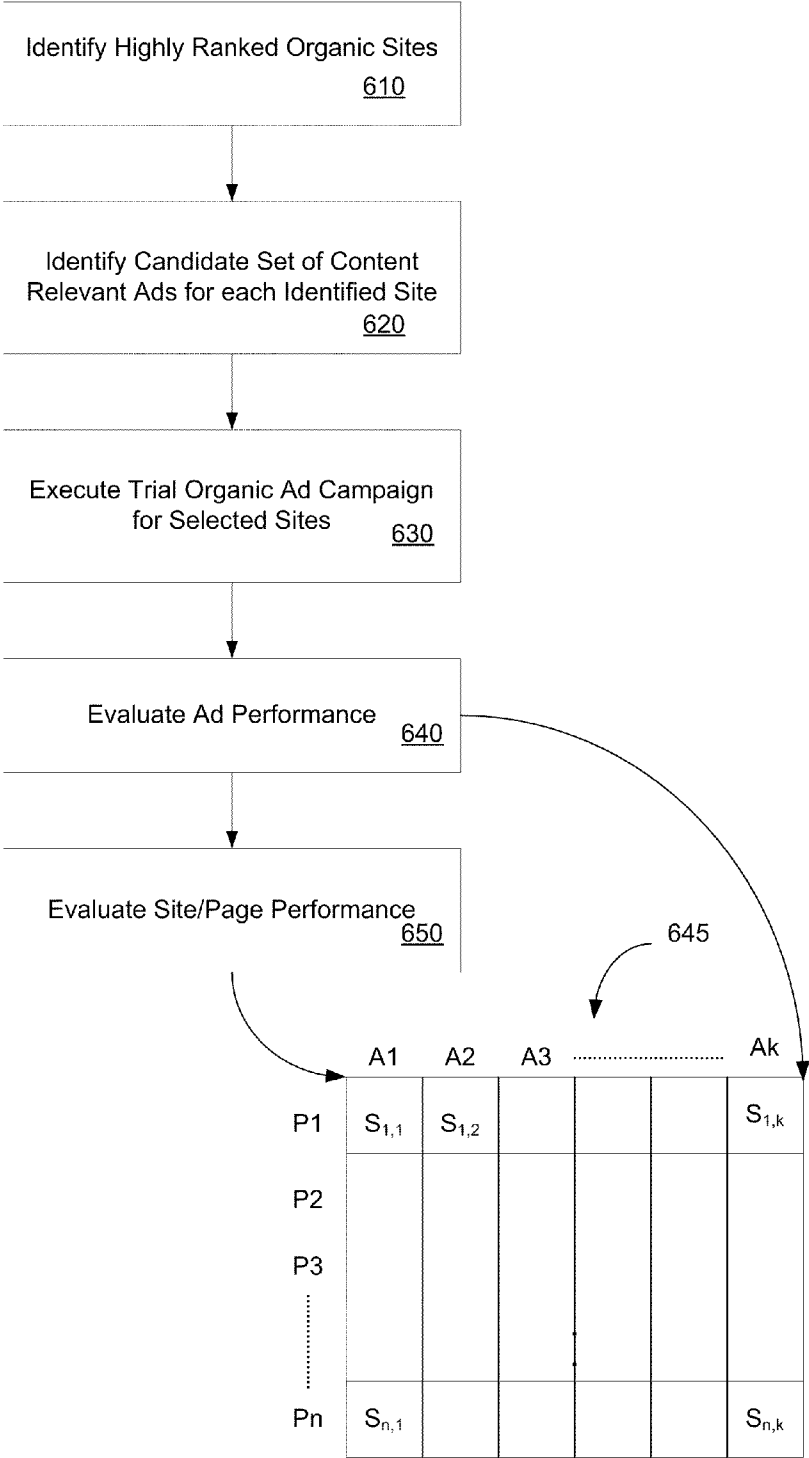 Identify Highly Ranked Organic Sites
610
Identify Candidate Set of Content
Relevant Ads for each Identified Site
620
Execute Trial Organic Ad Campaign
for Selected Sites
630
Evaluate Ad Performance
640
Evaluate Site/Page Performance
650
645
A1 A2 A3 Ak
P1 S1,1 S1,2 S1,k
P2
P3
Pn Sn,1 Sn,k